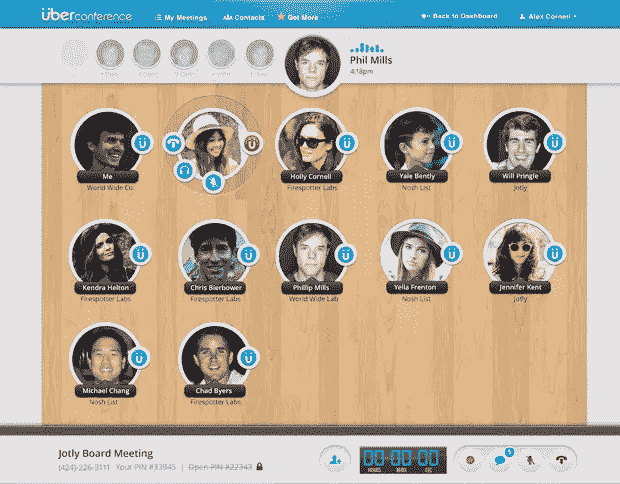 überconference
My Meetings
Contacts
Get More
Back to Dashboard
Alex Cornell
Phil Mills
4:18pm
Me
World Wide Co.
Holly Cornell
Firespotter Labs
Yale Bently
Nosh List
Will Pringle
Jotly
Kendra Helton
Firespotter Labs
Chris Bierbower
Firespotter Labs
Phillip Mills
World Wide Lab
Yella Frenton
Nosh List
Jennifer Kent
Jotly
Michael Chang
Nosh List
Chad Byers
Firespotter Labs
Jotly Board Meeting
(424)-226-3111 Your PIN #33945 | Open PIN #22343
00:00:00
HOURS MINS SEC
5